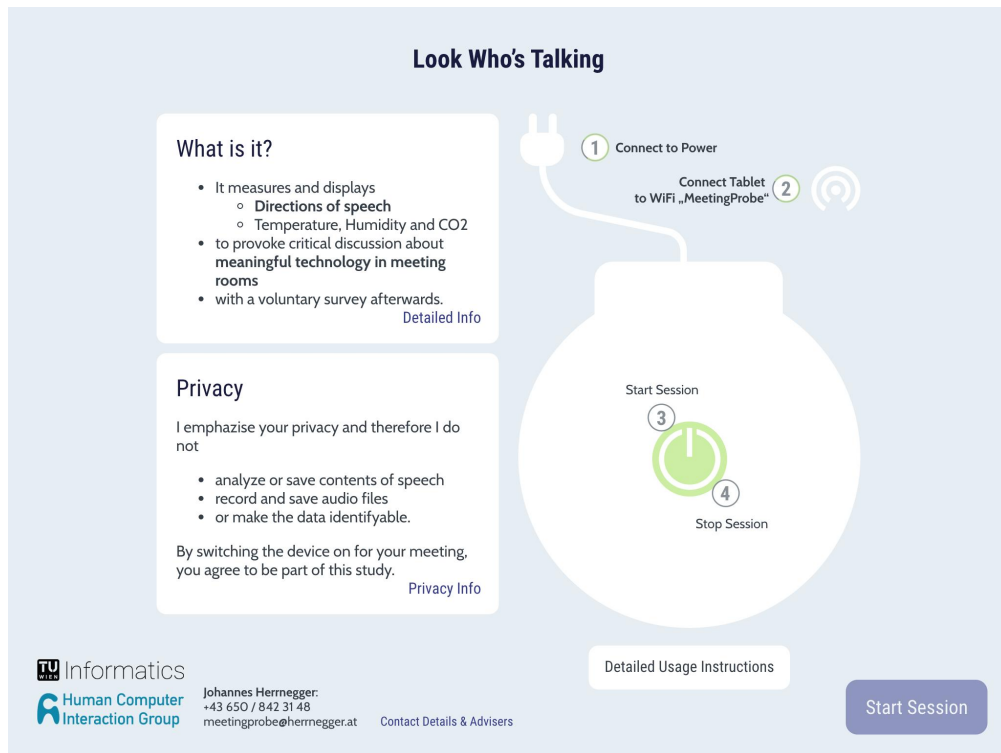 Look Who's Talking
What is it?
It measures and displays
Directions of speech
Temperature, Humidity and CO2
to provoke critical discussion about
meaningful technology in meeting
rooms
with a voluntary survey afterwards.
Detailed Info
Privacy
I emphazise your privacy and therefore I do
not
analyze or save contents of speech
record and save audio files
or make the data identifyable.
By switching the device on for your meeting,
you agree to be part of this study.
Privacy Info
1 Connect to Power
Connect Tablet
to WiFi „MeetingProbe“ 2
Start Session
3
4
Stop Session
Detailed Usage Instructions
TU WIEN Informatics
Human Computer
Interaction Group
Johannes Herrnegger:
+43 650 / 842 31 48
meetingprobe@herrnegger.at
Contact Details & Advisers
Start Session